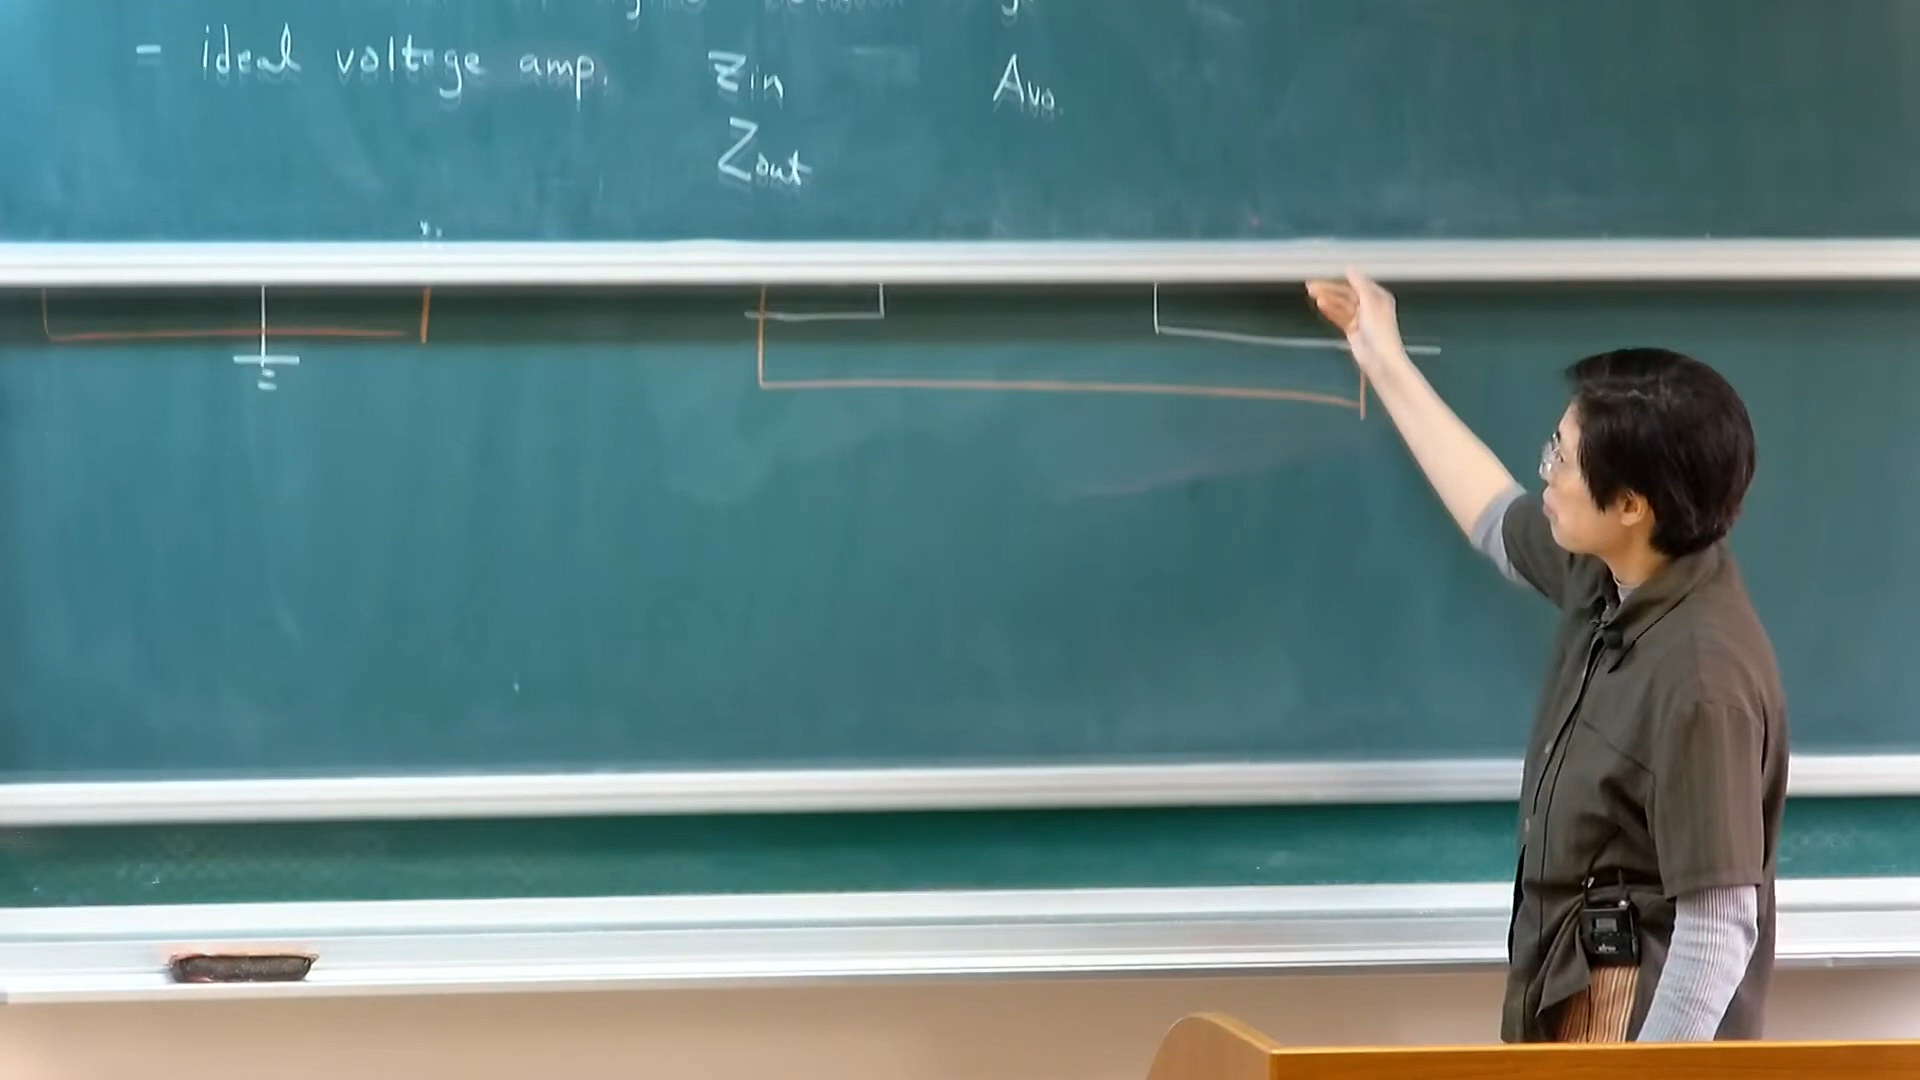 = ideal voltage amp. Zin Avo.
Zout